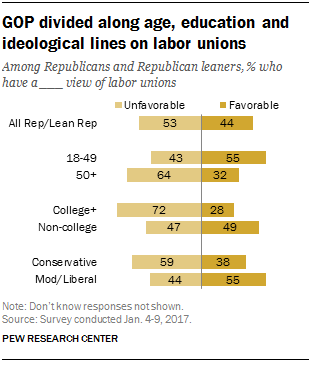 GOP divided along age, education and
ideological lines on labor unions
Among Republicans and Republican leaners, % who
have a ___ view of labor unions
Unfavorable Favorable
All Rep/Lean Rep 53 44
18-49 43 55
50+ 64 32
College+ 72 28
Non-college 47 49
Conservative 59 38
Mod/Liberal 44 55
Note: Don't know responses not shown.
Source: Survey conducted Jan. 4-9, 2017.
PEW RESEARCH CENTER